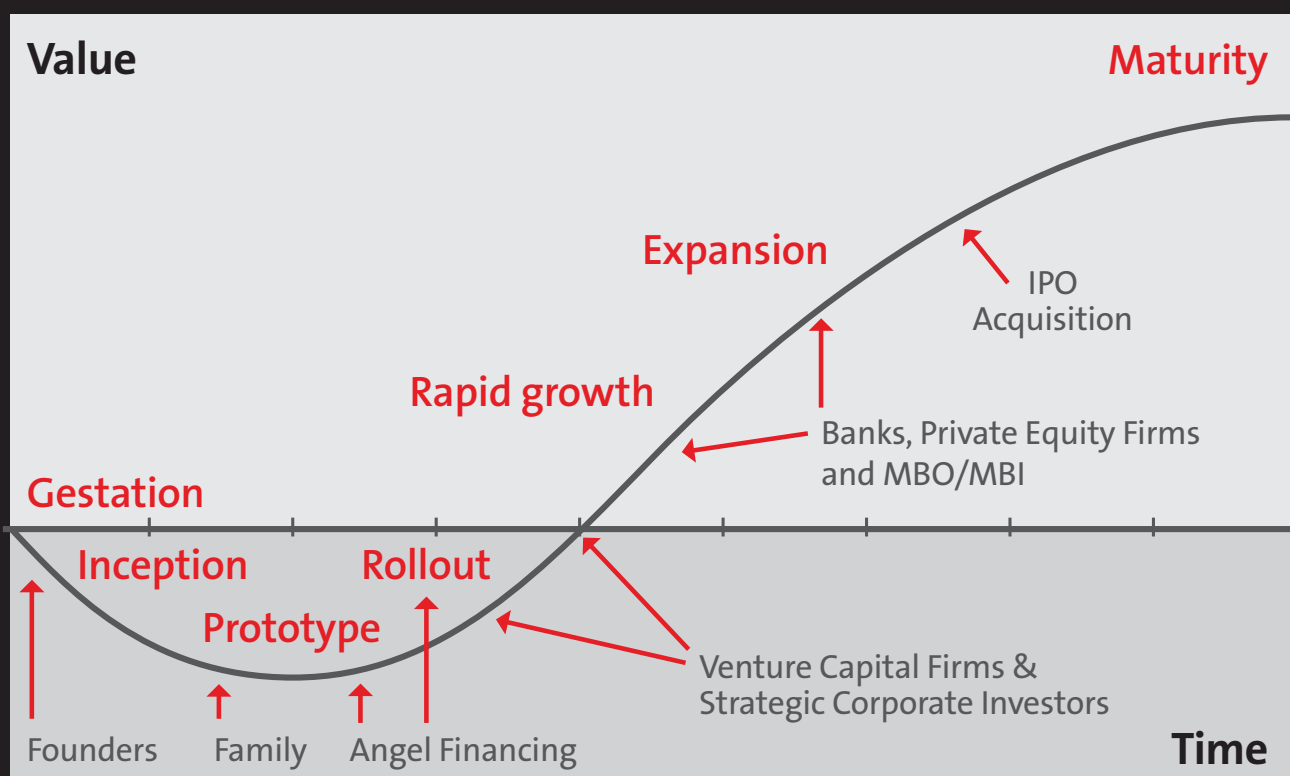 Value
Maturity
Expansion
IPO
Acquisition
Rapid growth
Banks, Private Equity Firms
and MBO/MBI
Gestation
Inception
Rollout
Prototype
Venture Capital Firms &
Strategic Corporate Investors
Founders
Family
Angel Financing
Time